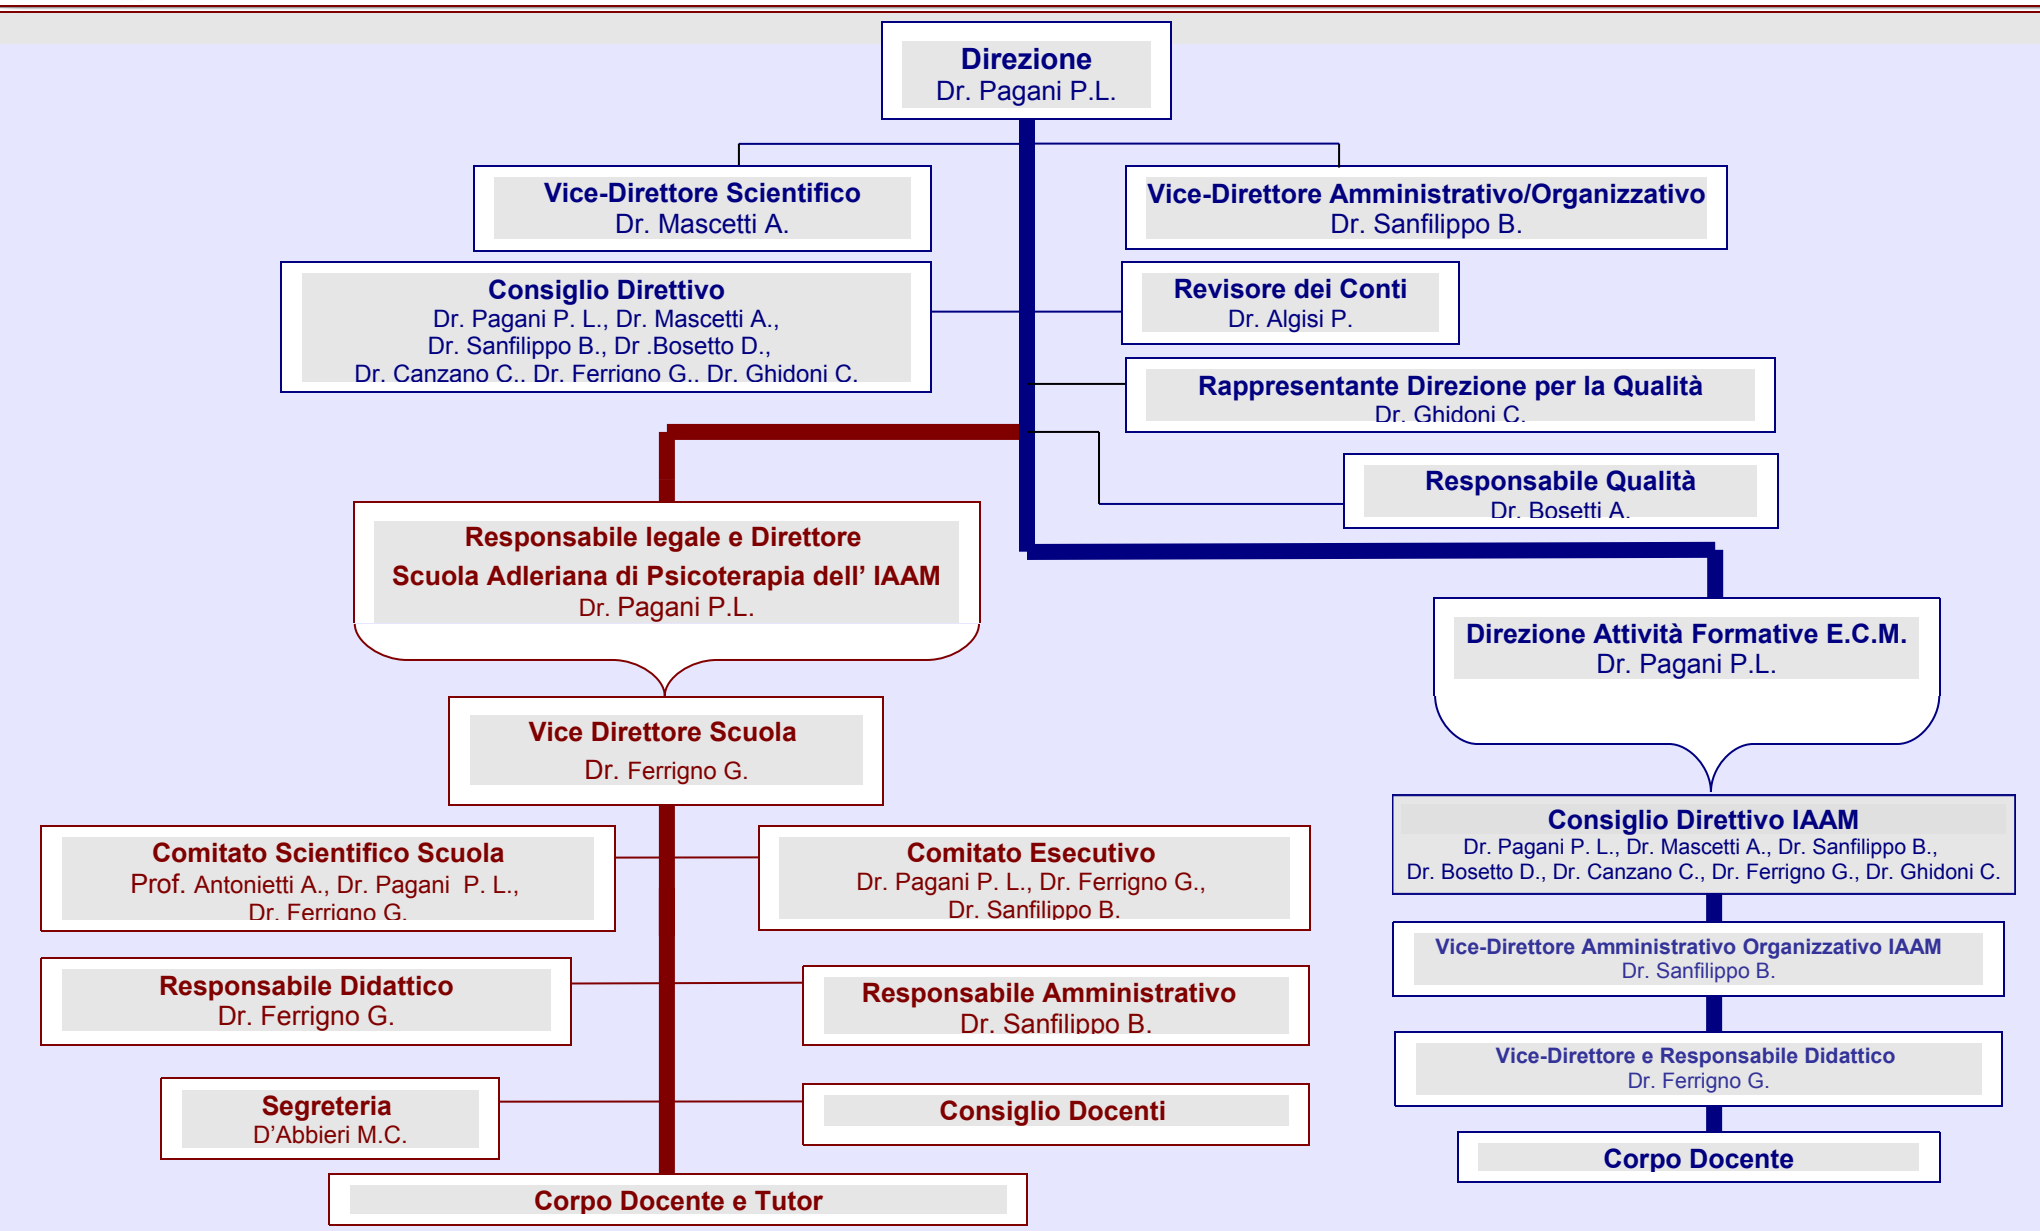 Direzione
Dr. Pagani P.L.
Vice-Direttore Scientifico
Dr. Mascetti A.
Vice-Direttore Amministrativo/Organizzativo
Dr. Sanfilippo B.
Consiglio Direttivo
Dr. Pagani P. L., Dr. Mascetti A.,
Dr. Sanfilippo B., Dr .Bosetto D.,
Dr. Canzano C., Dr. Ferrigno G., Dr. Ghidoni C.
Revisore dei Conti
Dr. Algisi P.
Rappresentante Direzione per la Qualità
Dr. Ghidoni C.
Responsabile Qualità
Dr. Bosetti A.
Responsabile legale e Direttore
Scuola Adleriana di Psicoterapia dell' IAAM
Dr. Pagani P.L.
Vice Direttore Scuola
Dr. Ferrigno G.
Comitato Scientifico Scuola
Prof. Antonietti A., Dr. Pagani  P. L.,
Dr. Ferrigno G.
Comitato Esecutivo
Dr. Pagani P. L., Dr. Ferrigno G.,
Dr. Sanfilippo B.
Responsabile Didattico
Dr. Ferrigno G.
Responsabile Amministrativo
Dr. Sanfilippo B.
Segreteria
D'Abbieri M.C.
Consiglio Docenti
Corpo Docente e Tutor
Direzione Attività Formative E.C.M.
Dr. Pagani P.L.
Consiglio Direttivo IAAM
Dr. Pagani P. L., Dr. Mascetti A., Dr. Sanfilippo B.,
Dr. Bosetto D., Dr. Canzano C., Dr. Ferrigno G., Dr. Ghidoni C.
Vice-Direttore Amministrativo Organizzativo IAAM
Dr. Sanfilippo B.
Vice-Direttore e Responsabile Didattico
Dr. Ferrigno G.
Corpo Docente